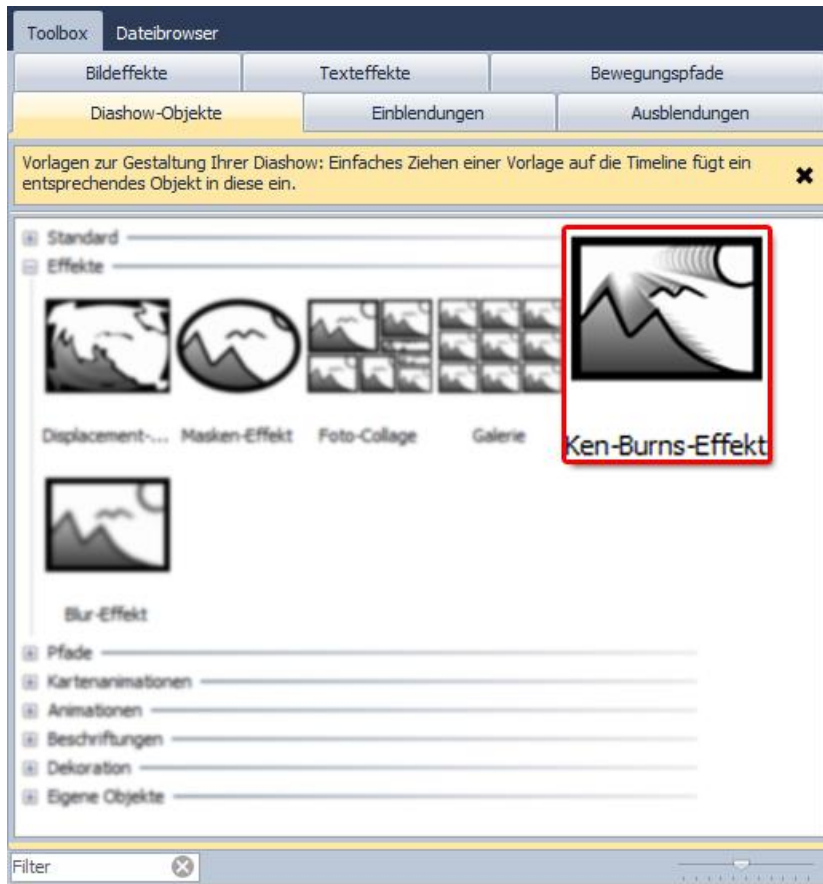 Toolbox Dateibrowser
Bildeffekte Texteffekte Bewegungspfade
Diashow-Objekte Einblendungen Ausblendungen
Vorlagen zur Gestaltung Ihrer Diashow: Einfaches Ziehen einer Vorlage auf die Timeline fügt ein
entsprechendes Objekt in diese ein.
Standard
Effekte
Displacement-... Masken-Effekt Foto-Collage Galerie Ken-Burns-Effekt
Blur-Effekt
Pfade
Kartenanimationen
Animationen
Beschriftungen
Dekoration
Eigene Objekte
Filter